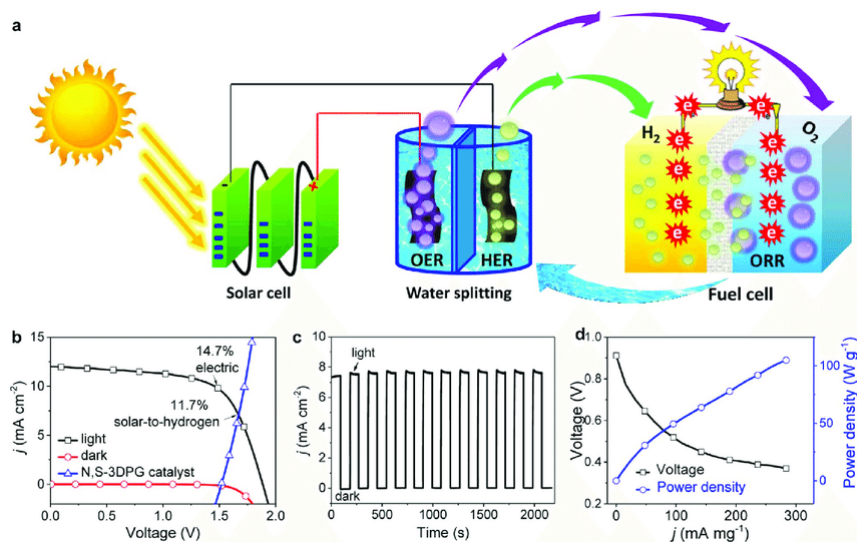 a
H2
O2
e
e
e
e
e
e
e
e
e
e
OER
HER
ORR
Solar cell
Water splitting
Fuel cell
b
15
10
5
0
j (mA cm-2)
14.7%
electric
11.7%
solar-to-hydrogen
light
dark
N,S-3DPG catalyst
0.0
0.5
1.0
1.5
2.0
Voltage (V)
c
10
8
6
4
2
0
j (mA cm-2)
light
dark
0
500
1000
1500
2000
Time (s)
d
1.0
0.8
0.6
0.4
0.2
Voltage (V)
100
50
0
Power density (W g-1)
Voltage
Power density
0
100
200
300
j (mA mg-1)